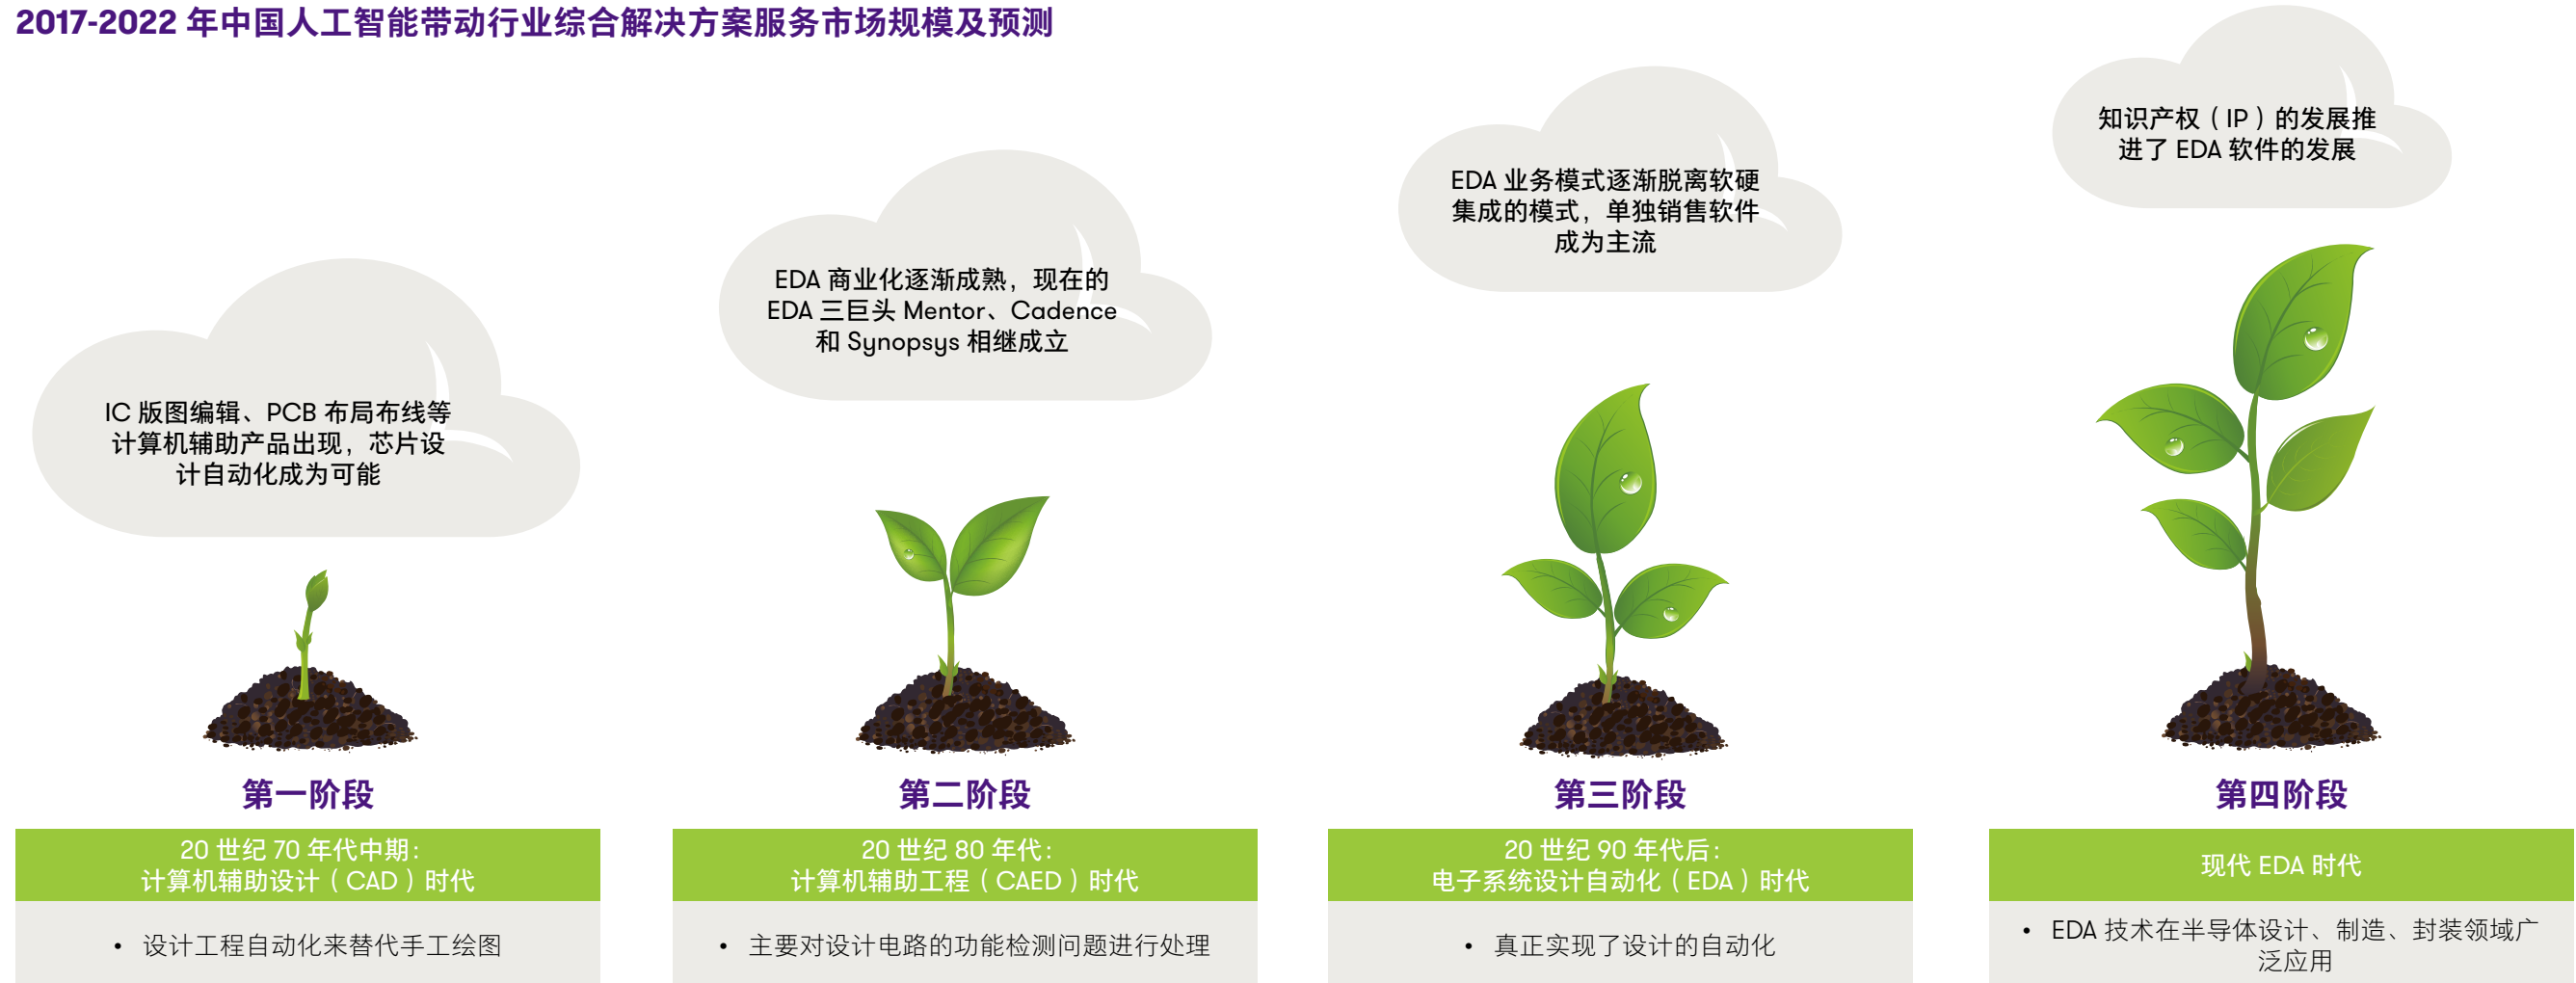 2017-2022 年中国人工智能带动行业综合解决方案服务市场规模及预测
IC 版图编辑、PCB 布局布线等
计算机辅助产品出现，芯片设
计自动化成为可能
EDA 商业化逐渐成熟，现在的
EDA 三巨头 Mentor、Cadence
和 Synopsys 相继成立
EDA 业务模式逐渐脱离软硬
集成的模式，单独销售软件
成为主流
知识产权（IP）的发展推
进了 EDA 软件的发展
第一阶段
20 世纪 70 年代中期：
计算机辅助设计（CAD）时代
• 设计工程自动化来替代手工绘图
第二阶段
20 世纪 80 年代：
计算机辅助工程（CAED）时代
• 主要对设计电路的功能检测问题进行处理
第三阶段
20 世纪 90 年代后：
电子系统设计自动化（EDA）时代
• 真正实现了设计的自动化
第四阶段
现代 EDA 时代
• EDA 技术在半导体设计、制造、封装领域广
泛应用